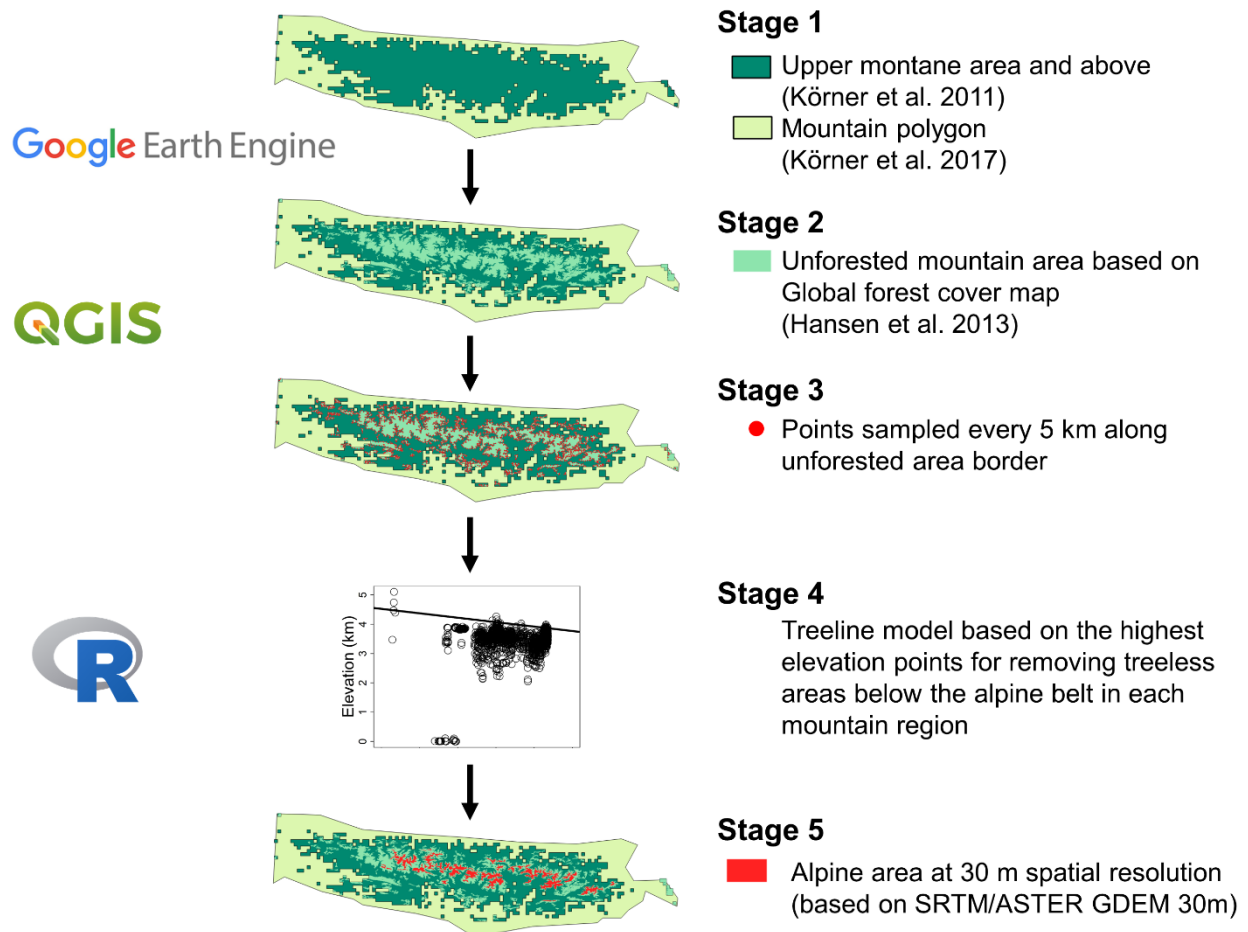 Stage 1
Upper montane area and above
(Körner et al. 2011)
Mountain polygon
(Körner et al. 2017)
Google Earth Engine
Stage 2
Unforested mountain area based on
Global forest cover map
(Hansen et al. 2013)
QGIS
Stage 3
Points sampled every 5 km along
unforested area border
Stage 4
Treeline model based on the highest
elevation points for removing treeless
areas below the alpine belt in each
mountain region
R
Elevation (km)
5
4
3
2
1
0
Stage 5
Alpine area at 30 m spatial resolution
(based on SRTM/ASTER GDEM 30m)